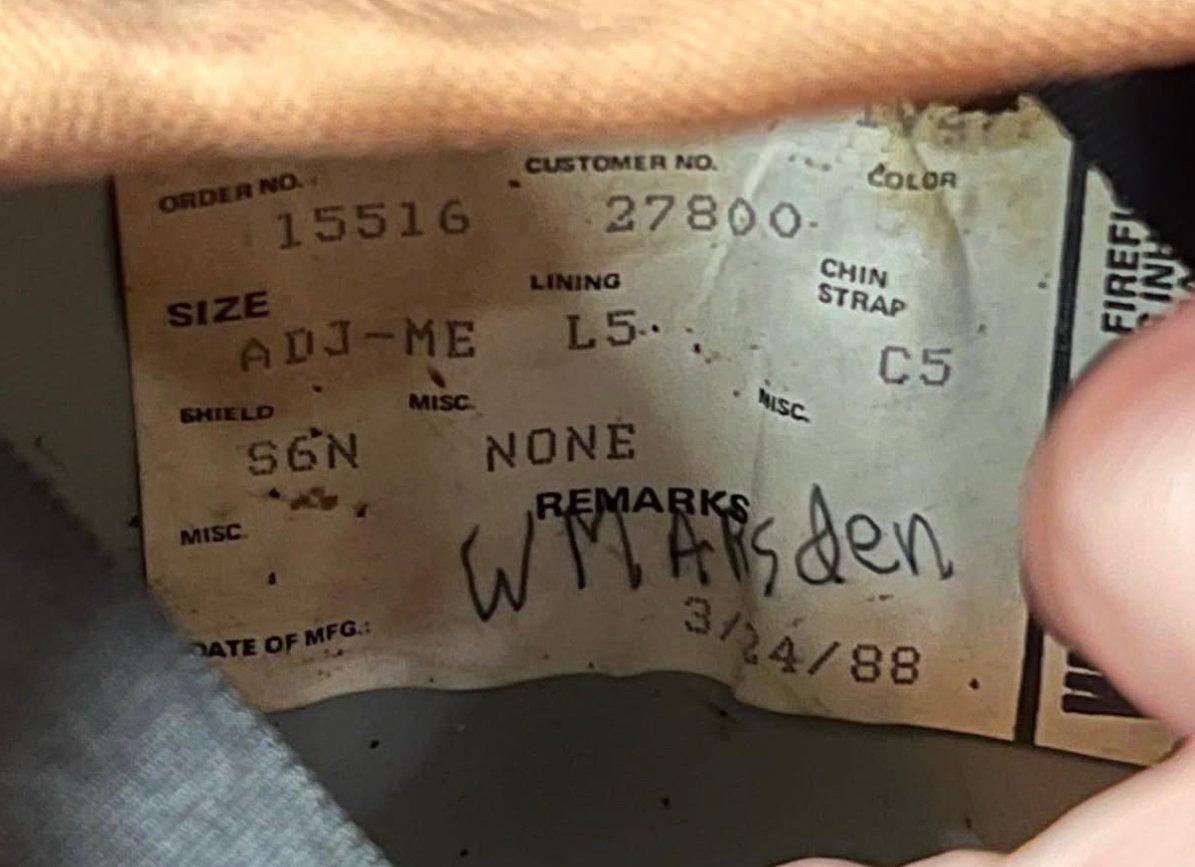 ORDER NO. CUSTOMER NO. COLOR
15516 27800
SIZE LINING CHIN
STRAP
ADJ-ME L5 C5
SHIELD MISC. MISC.
S6N NONE
REMARKS
MISC. W MARsden
DATE OF MFG.: 3/24/88